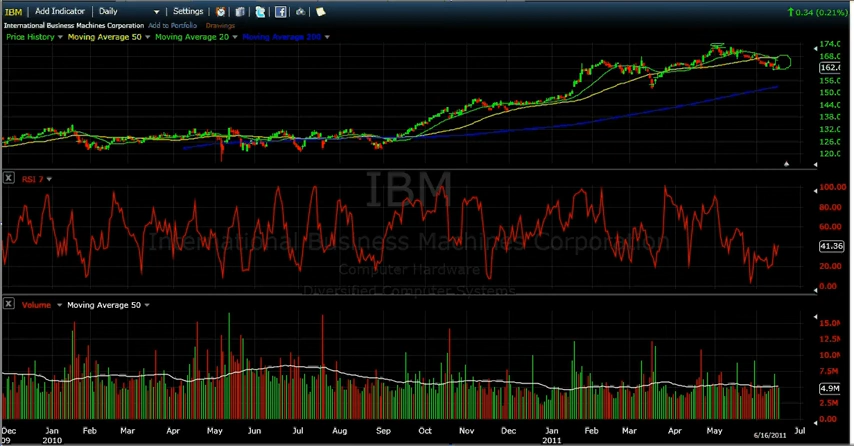 IBM Add Indicator Daily Settings 0.34 (0.21%)
International Business Machines Corporation Add to Portfolio Drawings
Price History Moving Average 50 Moving Average 20 Moving Average 200
174.0
168.0
162.0
156.0
150.0
144.0
138.0
132.0
126.0
120.0
X RSI 7
IBM
International Business Machines Corporation
Computer Hardware
Diversified Computer Systems
100.00
80.00
60.00
41.36
20.00
0.00
X Volume Moving Average 50
15.0M
12.5M
10.0M
7.5M
4.9M
2.5M
0.0M
Dec Jan Feb Mar Apr May Jun Jul Aug Sep Oct Nov Dec Jan Feb Mar Apr May Jul
09 2010 2011 6/16/2011